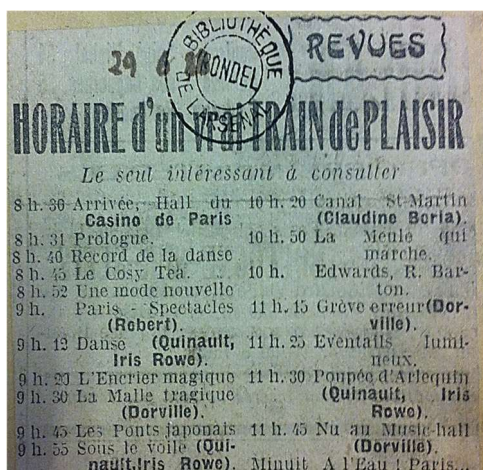 29 6
BIBLIOTHÈQUE
RONDEL
DE L'ARSENAL
REVUES
HORAIRE d'un vrai TRAIN de PLAISIR
Le seul intéressant à consulter
8 h. 30 Arrivée, Hall du
Casino de Paris
8 h. 31 Prologue.
8 h. 40 Record de la danse
8 h. 45 Le Cosy Tea.
8 h. 52 Une mode nouvelle
9 h. Paris - Spectacles
(Rebert).
9 h. 12 Danse (Quinault,
Iris Rowe).
9 h. 20 L'Encrier magique
9 h. 30 La Malle tragique
(Dorville).
9 h. 45 Les Ponts japonais
9 h. 55 Sous le voile (Qui-
nault, Iris Rowe).
10 h. 20 Canal St-Martin
(Claudine Boria).
10 h. 50 La Meule qui
marche.
10 h. Edwards, R. Bar-
ton.
11 h. 15 Grève erreur (Dor-
ville).
11 h. 25 Eventails lumi-
neux.
11 h. 30 Poupée d'Arlequin
(Quinault, Iris
Rowe).
11 h. 45 Nu au Music-hall
(Dorville).
Minuit A l'Eau ! Paris...